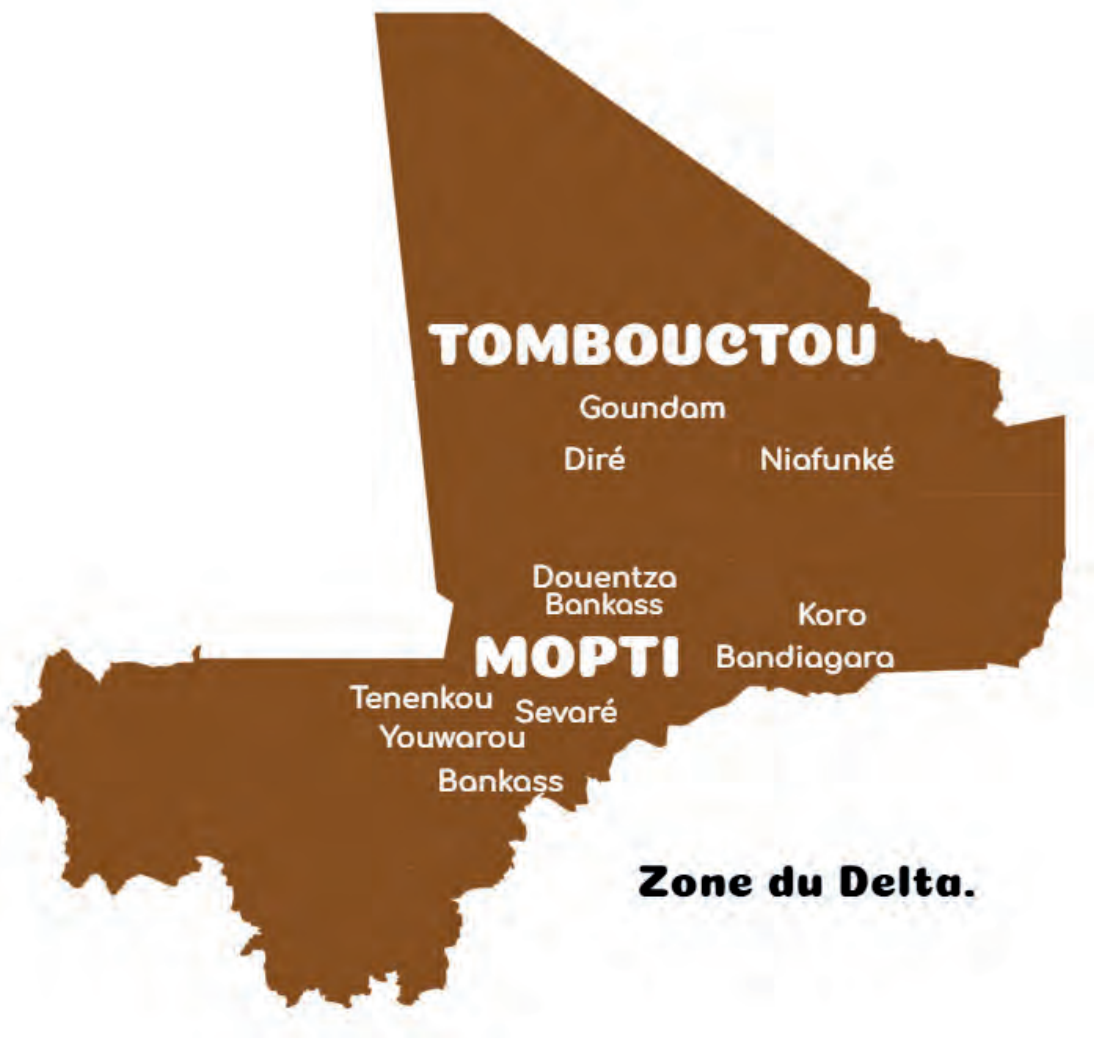 TOMBOUCTOU
Goundam
Diré
Niafunké
Douentza
Bankass
Koro
MOPTI
Bandiagara
Tenenkou
Sevaré
Youwarou
Bankass
Zone du Delta.